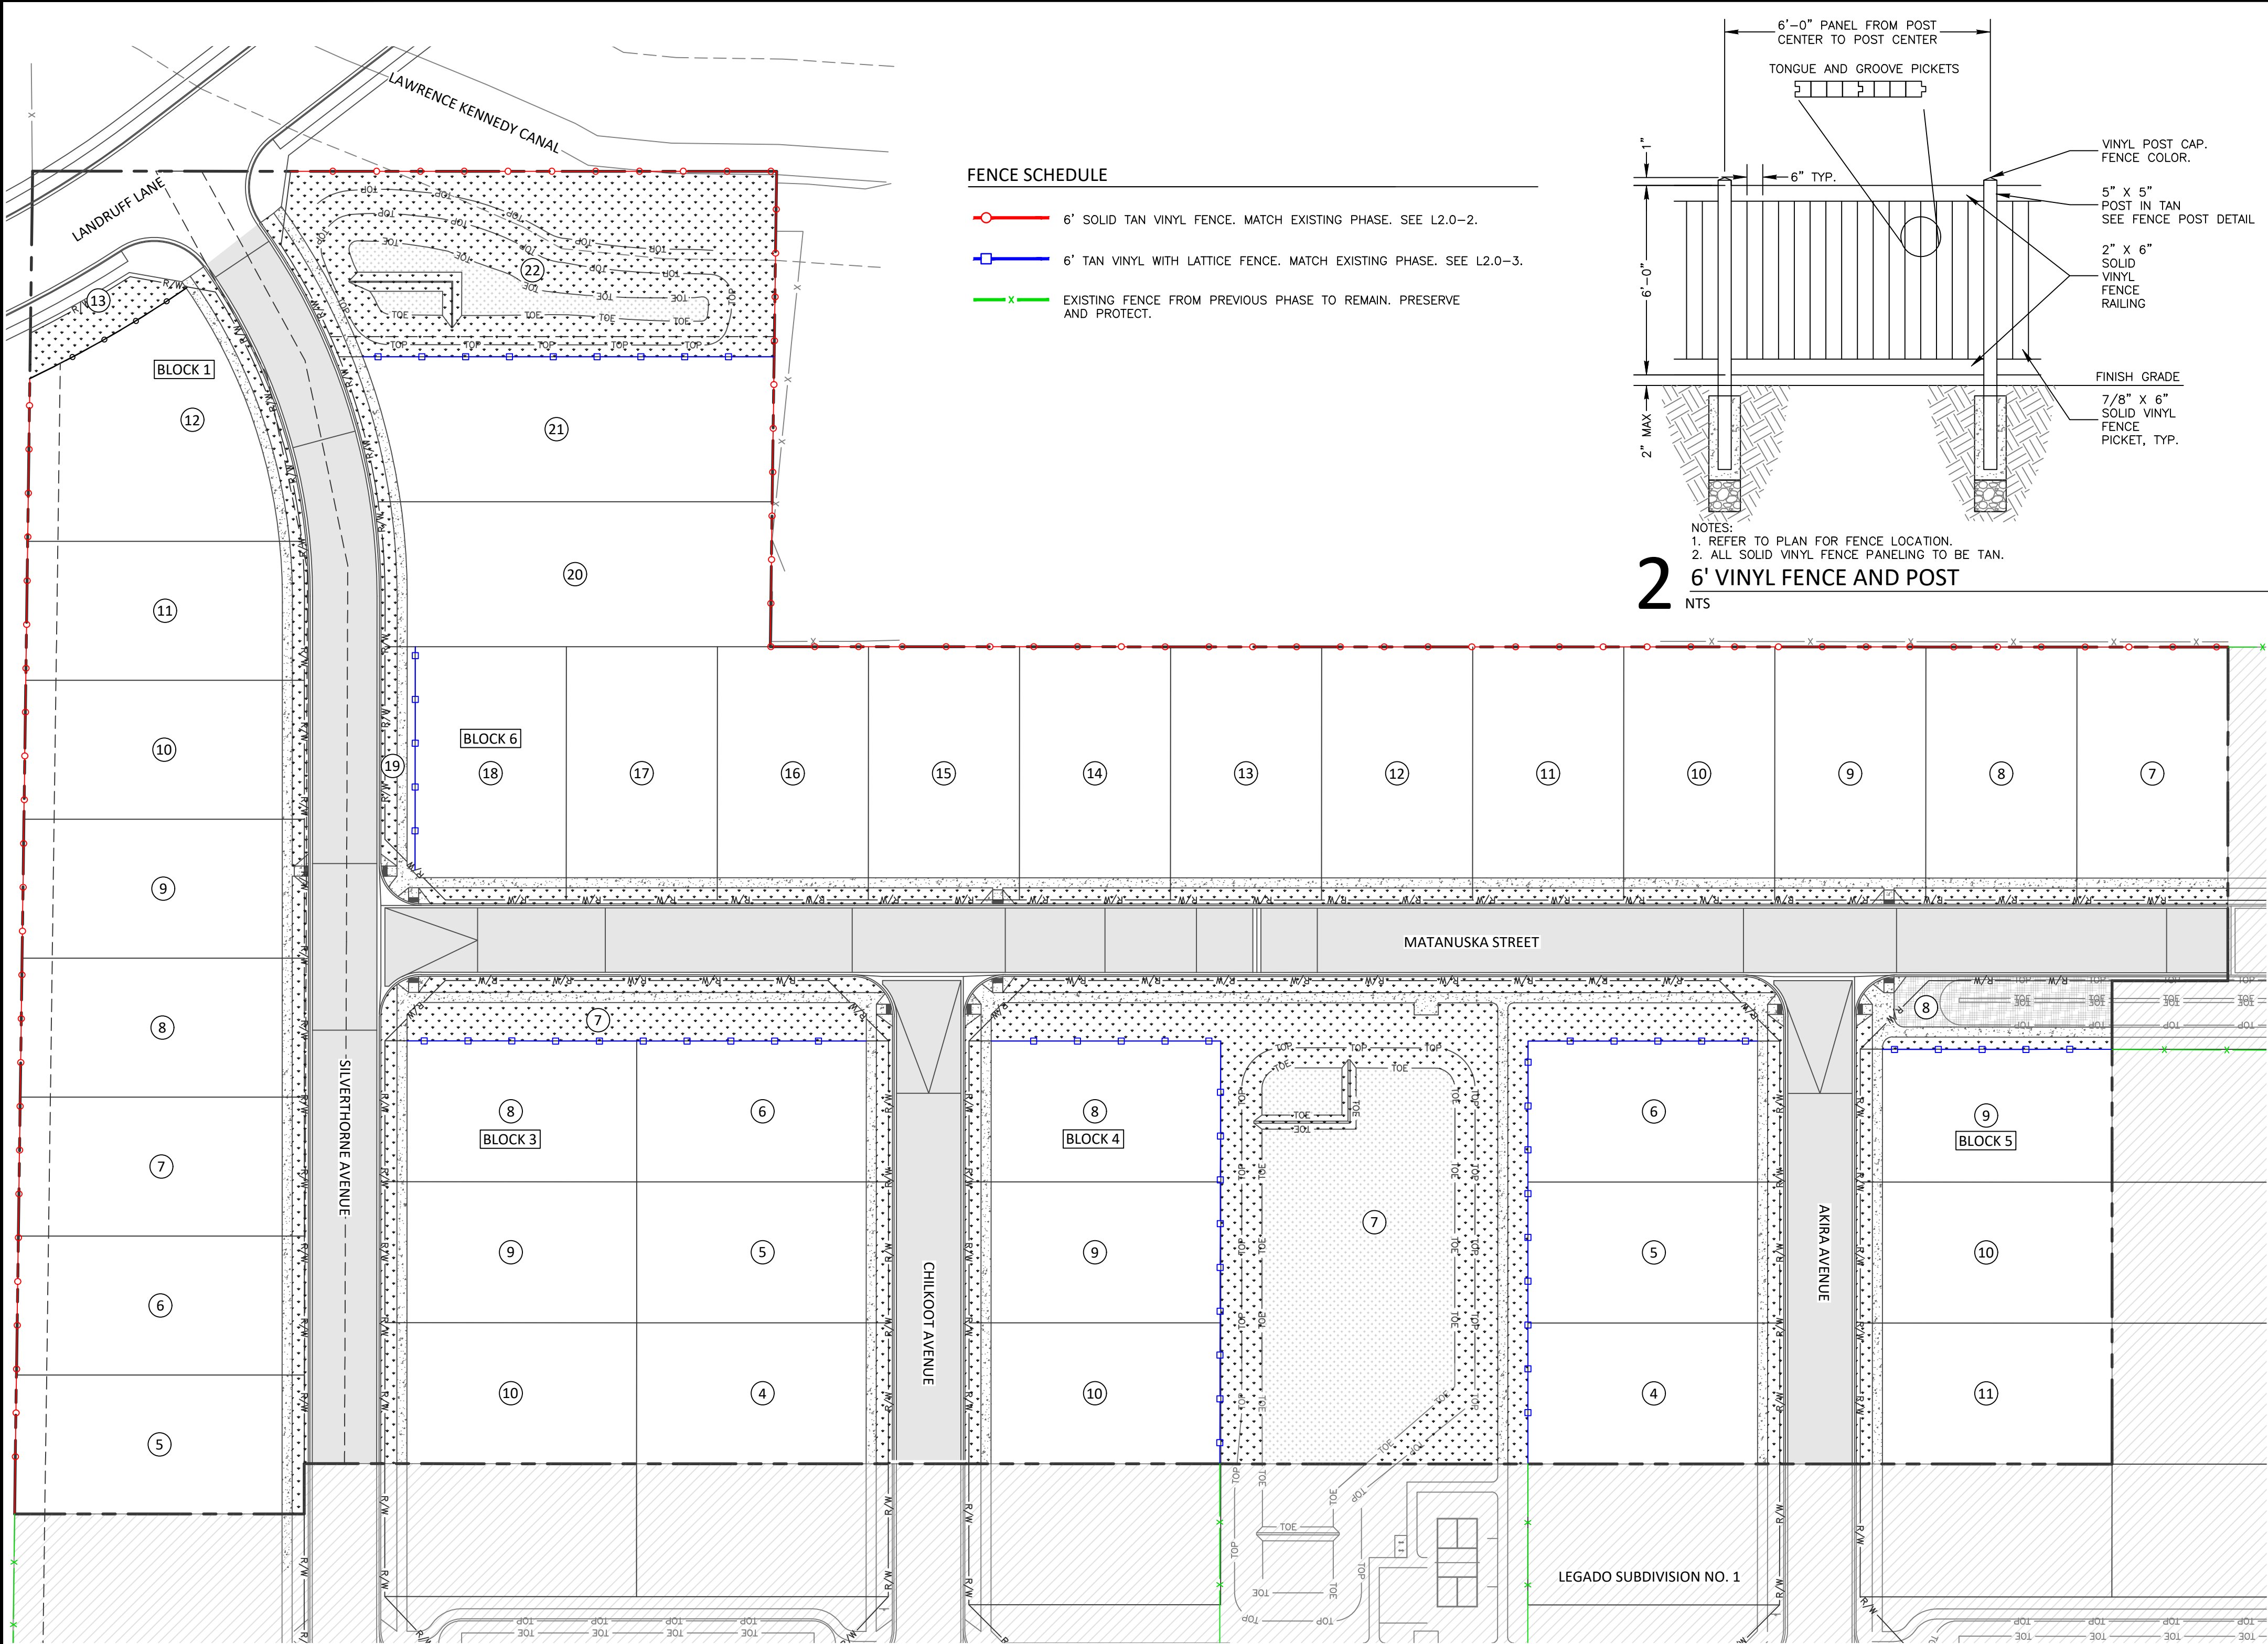 LAWRENCE KENNEDY CANAL
LANDRUFF LANE
FENCE SCHEDULE
6' SOLID TAN VINYL FENCE. MATCH EXISTING PHASE. SEE L2.0-2.
6' TAN VINYL WITH LATTICE FENCE. MATCH EXISTING PHASE. SEE L2.0-3.
EXISTING FENCE FROM PREVIOUS PHASE TO REMAIN. PRESERVE
AND PROTECT.
6'-0" PANEL FROM POST
CENTER TO POST CENTER
TONGUE AND GROOVE PICKETS
1"
6" TYP.
6'-0"
2" MAX
VINYL POST CAP.
FENCE COLOR.
5" X 5"
POST IN TAN
SEE FENCE POST DETAIL
2" X 6"
SOLID
VINYL
FENCE
RAILING
FINISH GRADE
7/8" X 6"
SOLID VINYL
FENCE
PICKET, TYP.
NOTES:
1. REFER TO PLAN FOR FENCE LOCATION.
2. ALL SOLID VINYL FENCE PANELING TO BE TAN.
2
6' VINYL FENCE AND POST
NTS
13
BLOCK 1
12
11
10
9
8
7
6
5
22
TOP
TOE
R/W
21
20
19
BLOCK 6
18
17
16
15
14
13
12
11
10
9
8
7
MATANUSKA STREET
SILVERTHORNE AVENUE
7
8
BLOCK 3
6
9
5
10
4
CHILKOOT AVENUE
8
BLOCK 4
9
10
7
6
5
4
AKIRA AVENUE
8
9
BLOCK 5
10
11
LEGADO SUBDIVISION NO. 1